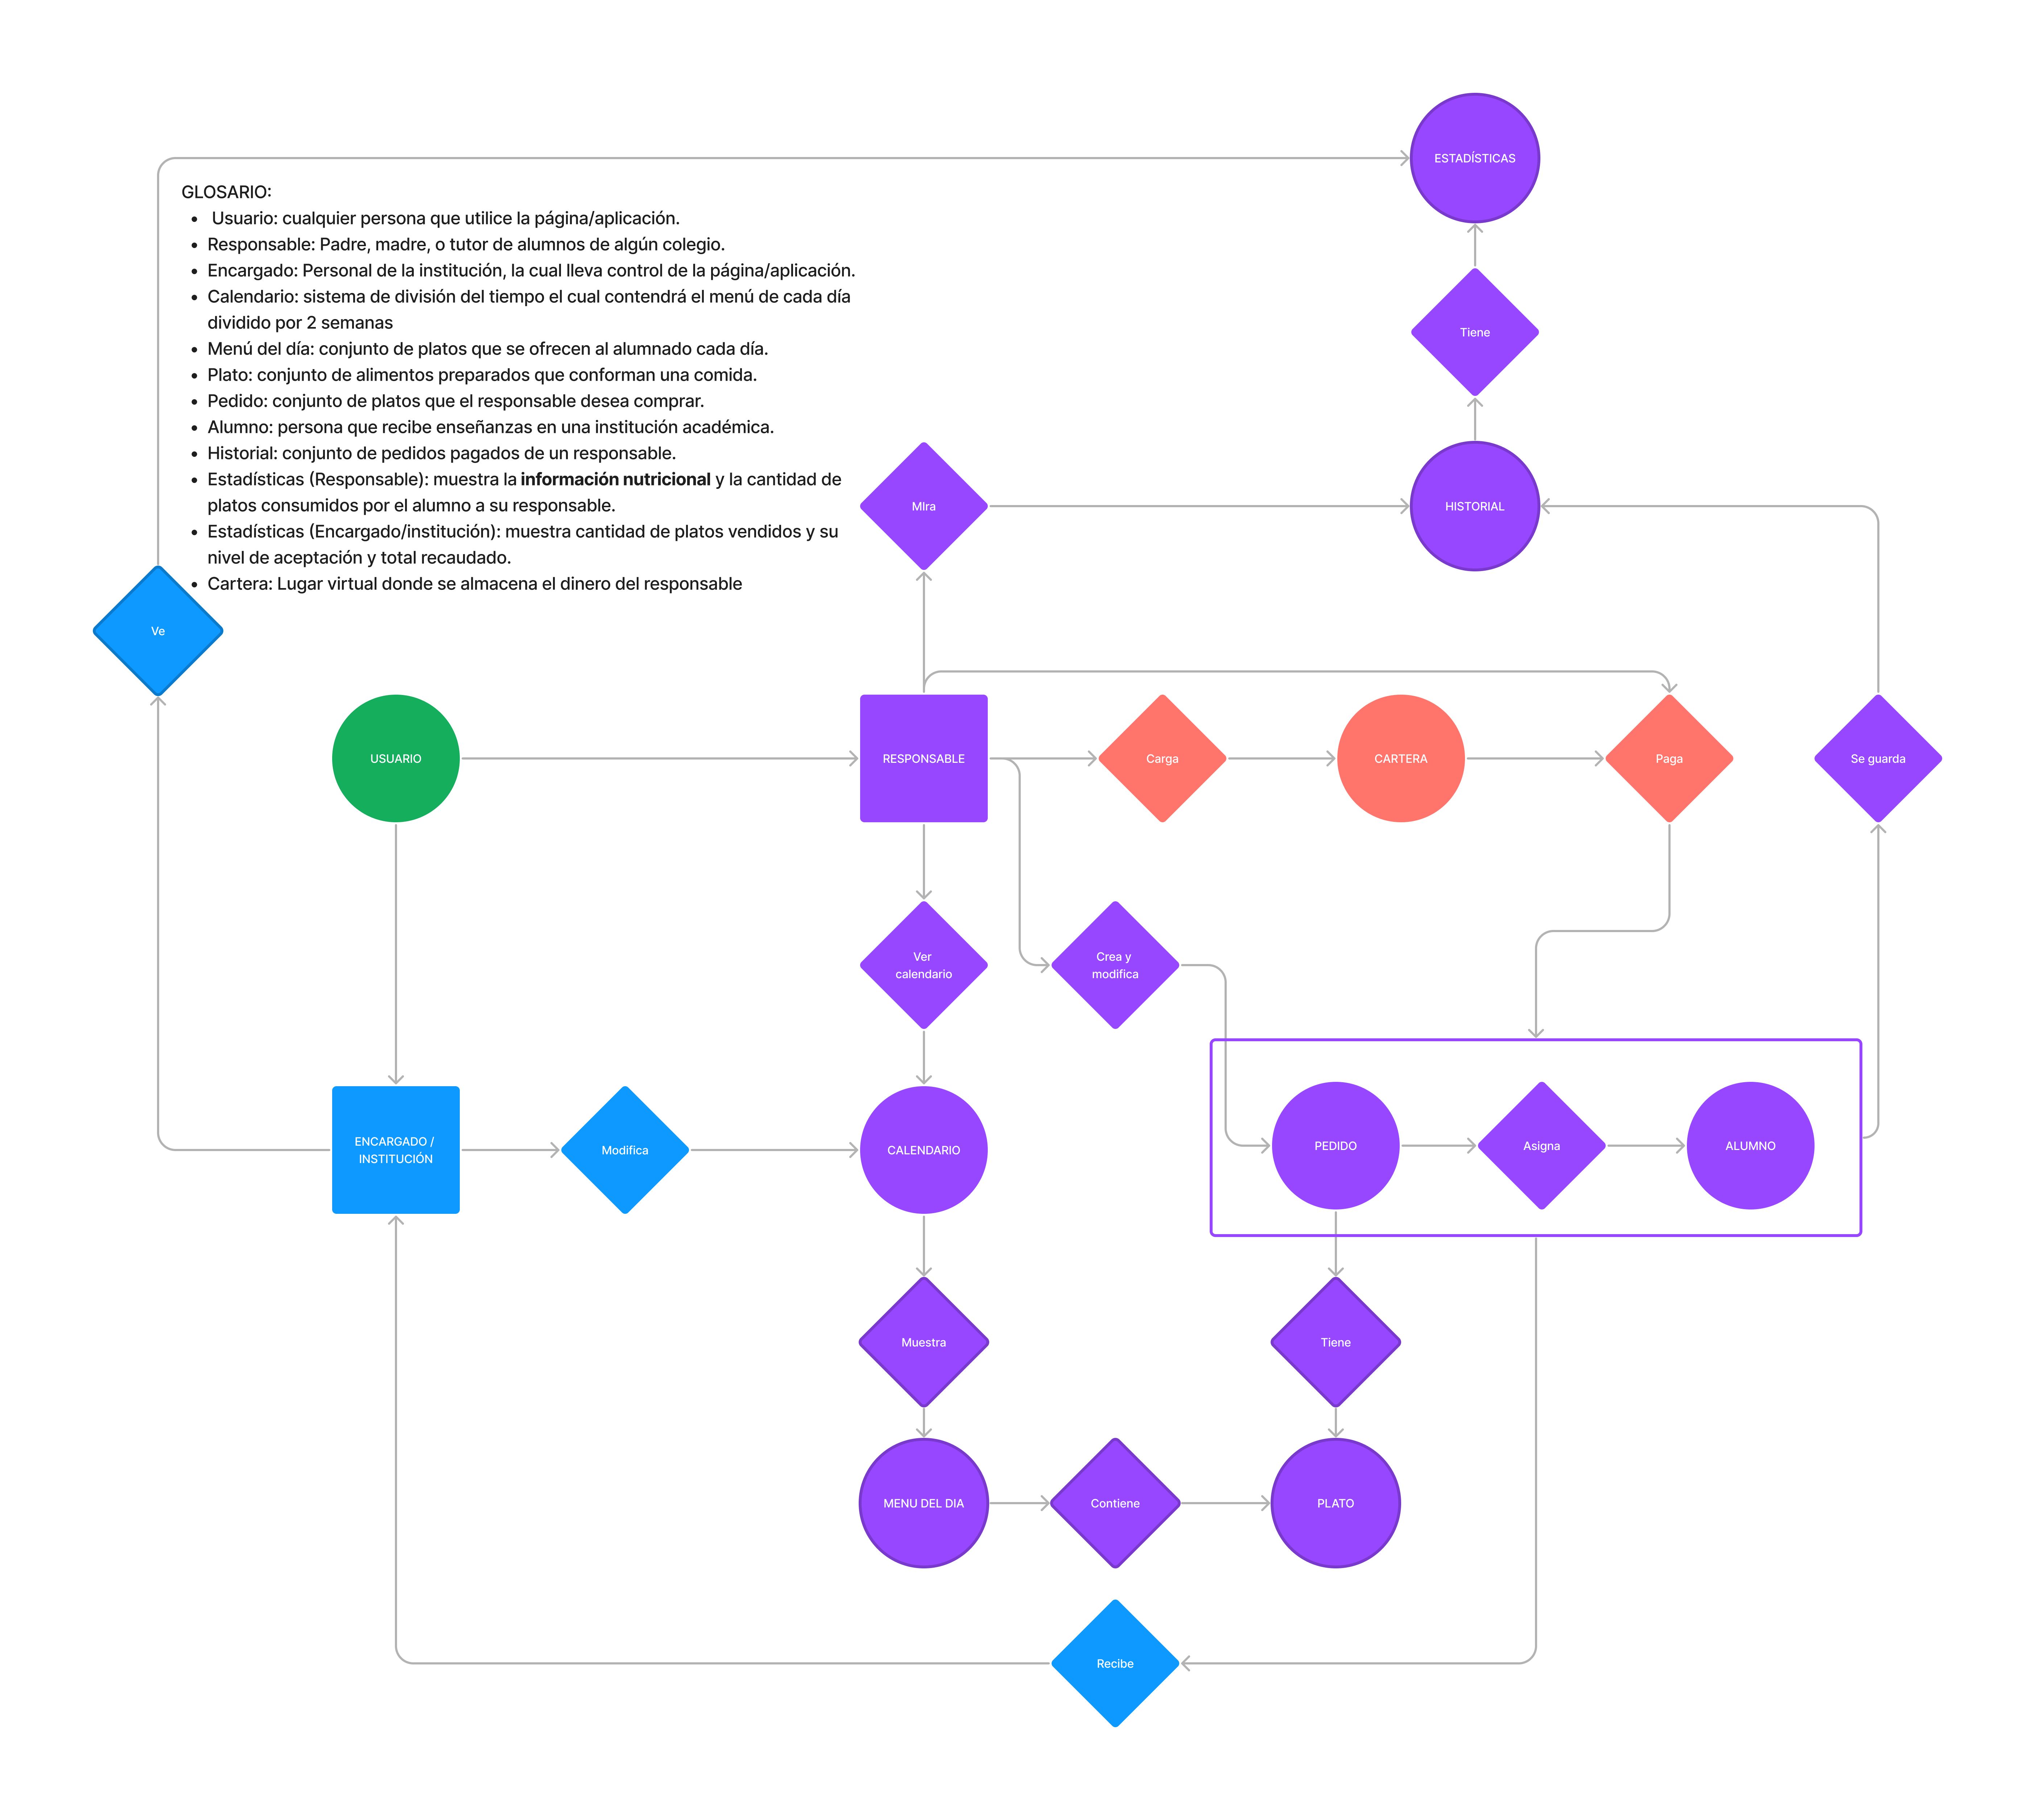 ESTADÍSTICAS
GLOSARIO:
Usuario: cualquier persona que utilice la página/aplicación.
Responsable: Padre, madre, o tutor de alumnos de algún colegio.
Encargado: Personal de la institución, la cual lleva control de la página/aplicación.
Calendario: sistema de división del tiempo el cual contendrá el menú de cada día
dividido por 2 semanas
Menú del día: conjunto de platos que se ofrecen al alumnado cada día.
Plato: conjunto de alimentos preparados que conforman una comida.
Pedido: conjunto de platos que el responsable desea comprar.
Alumno: persona que recibe enseñanzas en una institución académica.
Historial: conjunto de pedidos pagados de un responsable.
Estadísticas (Responsable): muestra la información nutricional y la cantidad de
platos consumidos por el alumno a su responsable.
Estadísticas (Encargado/institución): muestra cantidad de platos vendidos y su
nivel de aceptación y total recaudado.
Cartera: Lugar virtual donde se almacena el dinero del responsable
Tiene
MIra
HISTORIAL
Ve
USUARIO
RESPONSABLE
Carga
CARTERA
Paga
Se guarda
Ver
calendario
Crea y
modifica
ENCARGADO /
INSTITUCIÓN
Modifica
CALENDARIO
PEDIDO
Asigna
ALUMNO
Muestra
Tiene
MENU DEL DIA
Contiene
PLATO
Recibe